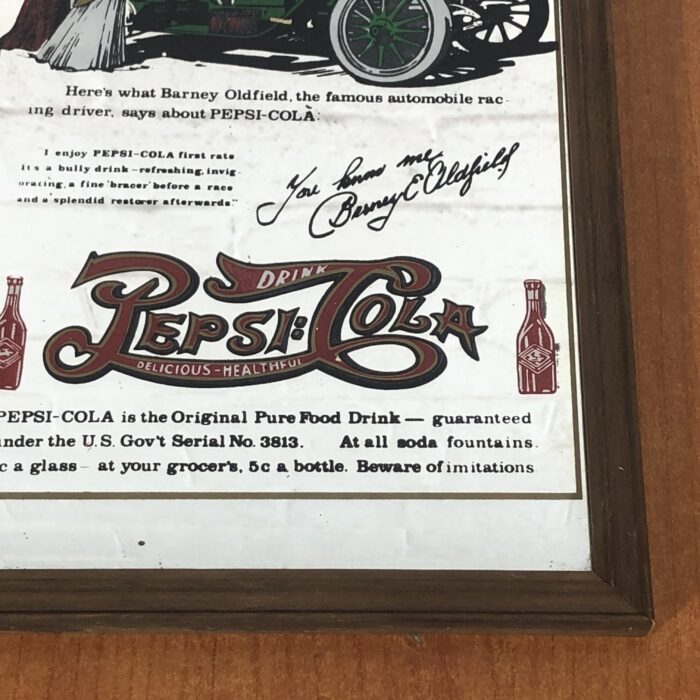 Here's what Barney Oldfield, the famous automobile rac-
ing driver, says about PEPSI-COLA:
"I enjoy PEPSI-COLA first rate
its a bully drink-refreshing, invig-
orating, a fine 'bracer' before a race
and a splendid restorer afterwards."
You know me
Barney E Oldfield
DRINK
PEPSI:COLA
DELICIOUS-HEALTHFUL
PEPSI-COLA is the Original Pure Food Drink — guaranteed
under the U.S. Gov't Serial No. 3813. At all soda fountains.
c a glass - at your grocer's, 5c a bottle. Beware of imitations